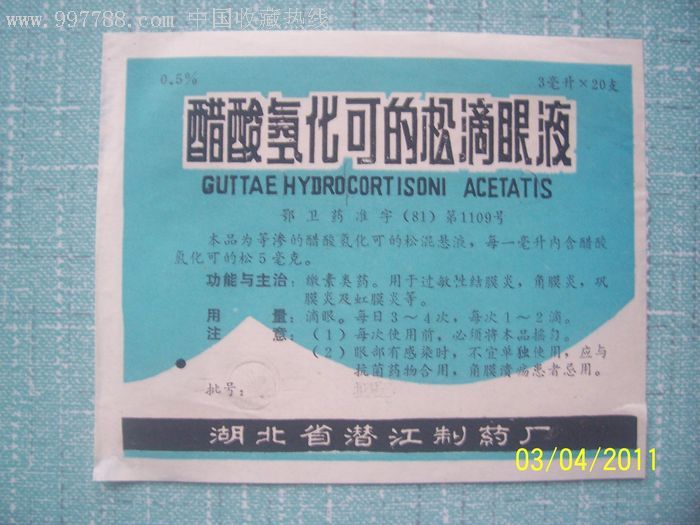 www.997788.com 中国收藏热线
0.5%
3毫升×20支
醋酸氢化可的松滴眼液
GUTTAE HYDROCORTISONI ACETATIS
鄂卫药准字(81)第1109号
本品为等渗的醋酸氢化可的松混悬液,每一毫升内含醋酸
氢化可的松5毫克。
功能与主治:激素类药。用于过敏性结膜炎,角膜炎,巩
膜炎及虹膜炎等。
用 量:滴眼。每日3~4次,每次1~2滴。
注 意:(1)每次使用前,必须将本品摇匀。
(2)眼部有感染时,不宜单独使用,应与
抗菌药物合用,角膜溃疡患者忌用。
批号:
湖北省潜江制药厂
03/04/2011